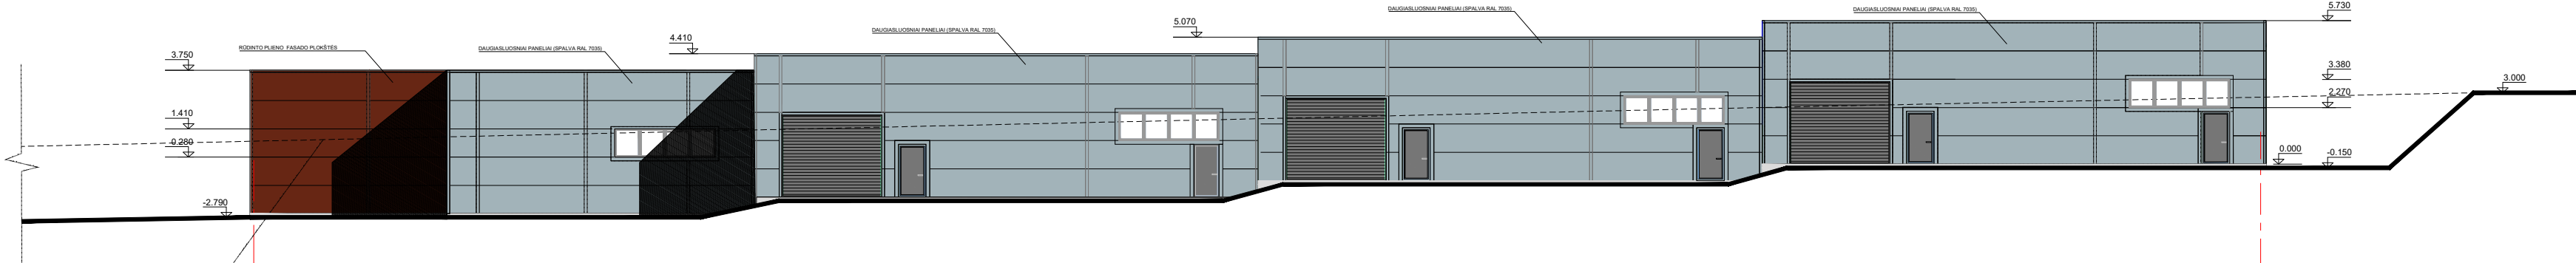 DAUGIASLUOSNIAI PANELIAI (SPALVA RAL 7035)
DAUGIASLUOSNIAI PANELIAI (SPALVA RAL 7035)
5.730
5.070
DAUGIASLUOSNIAI PANELIAI (SPALVA RAL 7035)
4.410
RŪDINTO PLIENO FASADO PLOKŠTĖS
DAUGIASLUOSNIAI PANELIAI (SPALVA RAL 7035)
3.750
3.380
3.000
2.270
1.410
0.280
0.000
-0.150
-2.790